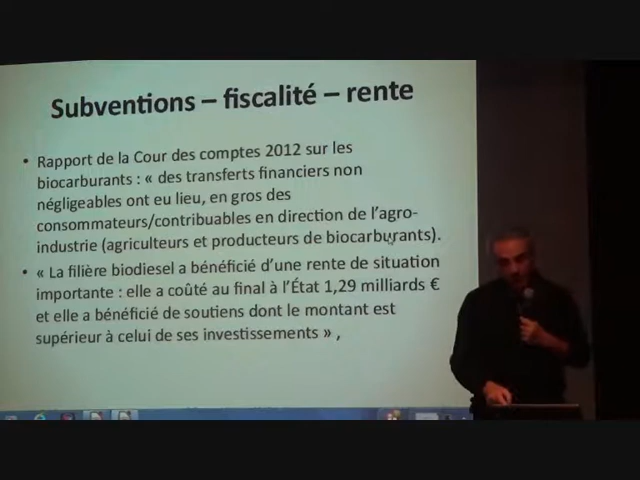 Subventions – fiscalité – rente
• Rapport de la Cour des comptes 2012 sur les
biocarburants : « des transferts financiers non
négligeables ont eu lieu, en gros des
consommateurs/contribuables en direction de l'agro-
industrie (agriculteurs et producteurs de biocarburants).
• « La filière biodiesel a bénéficié d'une rente de situation
importante : elle a coûté au final à l'État 1,29 milliards €
et elle a bénéficié de soutiens dont le montant est
supérieur à celui de ses investissements » ,